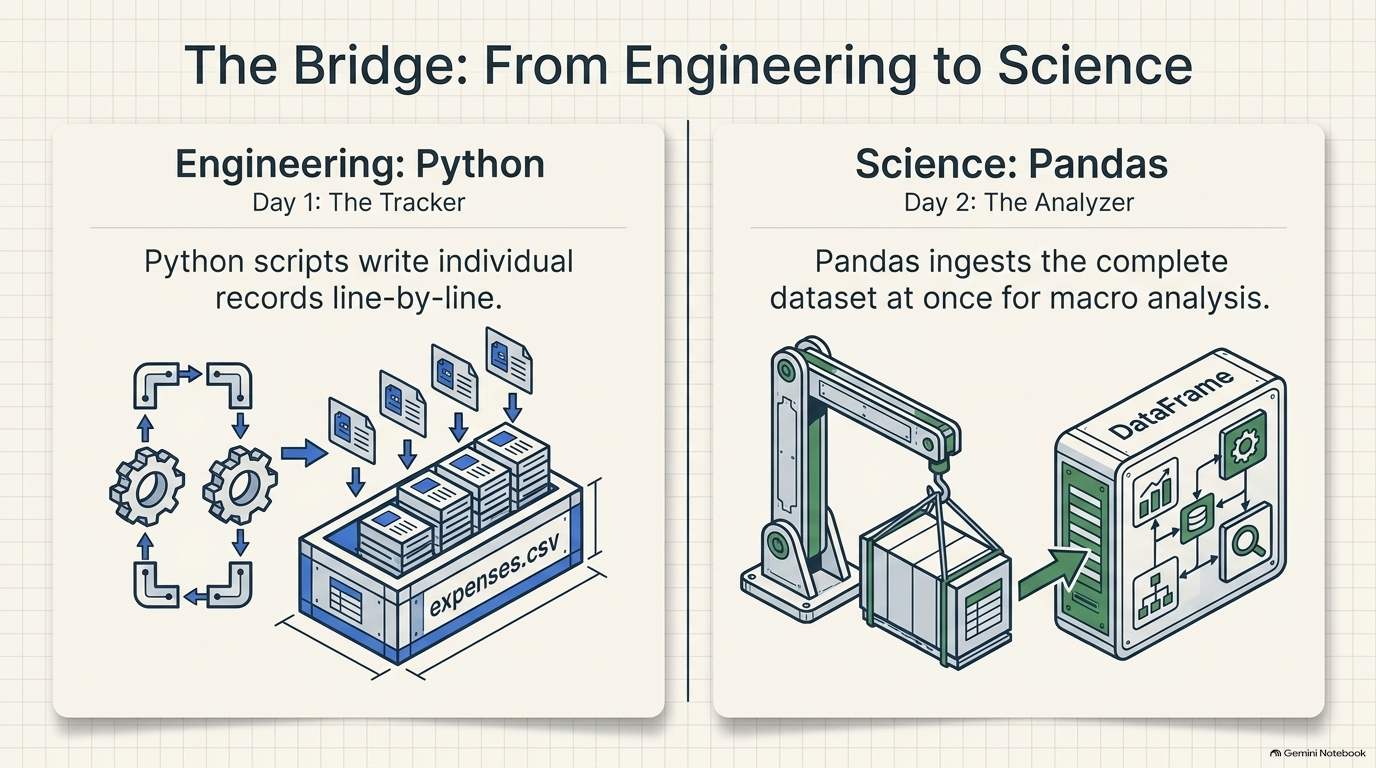 The Bridge: From Engineering to Science
Engineering: Python
Day 1: The Tracker
Python scripts write individual
records line-by-line.
expenses.csv
Science: Pandas
Day 2: The Analyzer
Pandas ingests the complete
dataset at once for macro analysis.
DataFrame
Gemini Notebook